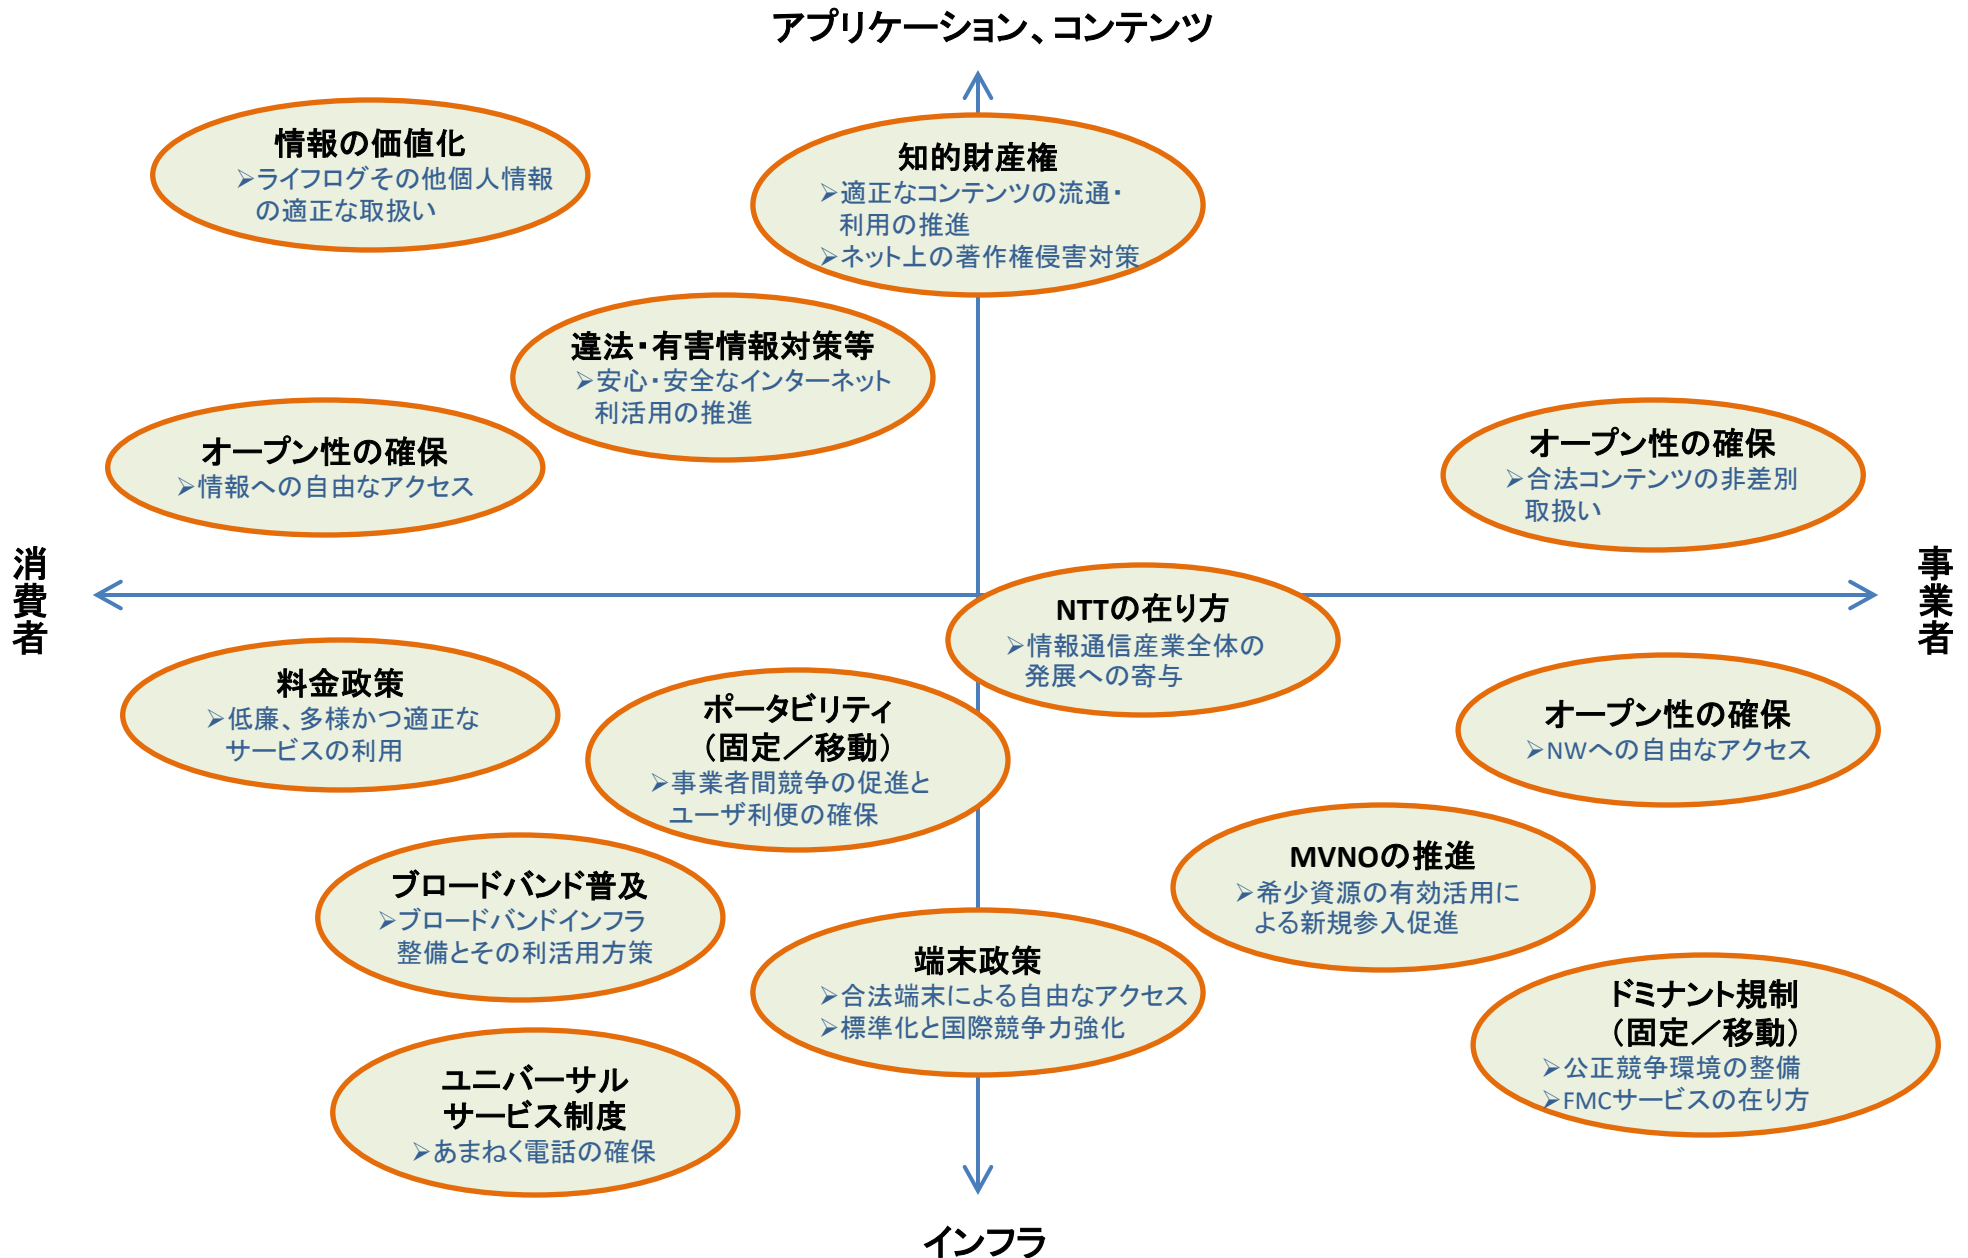 アプリケーション、コンテンツ
情報の価値化
➢ライフログその他個人情報
の適正な取扱い
知的財産権
➢適正なコンテンツの流通・
利用の推進
➢ネット上の著作権侵害対策
違法・有害情報対策等
➢安心・安全なインターネット
利活用の推進
オープン性の確保
➢情報への自由なアクセス
オープン性の確保
➢合法コンテンツの非差別
取扱い
消費者
事業者
NTTの在り方
➢情報通信産業全体の
発展への寄与
料金政策
➢低廉、多様かつ適正な
サービスの利用
ポータビリティ
（固定／移動）
➢事業者間競争の促進と
ユーザ利便の確保
オープン性の確保
➢NWへの自由なアクセス
MVNOの推進
➢希少資源の有効活用に
よる新規参入促進
ブロードバンド普及
➢ブロードバンドインフラ
整備とその利活用方策
端末政策
➢合法端末による自由なアクセス
➢標準化と国際競争力強化
ドミナント規制
（固定／移動）
➢公正競争環境の整備
➢FMCサービスの在り方
ユニバーサル
サービス制度
➢あまねく電話の確保
インフラ